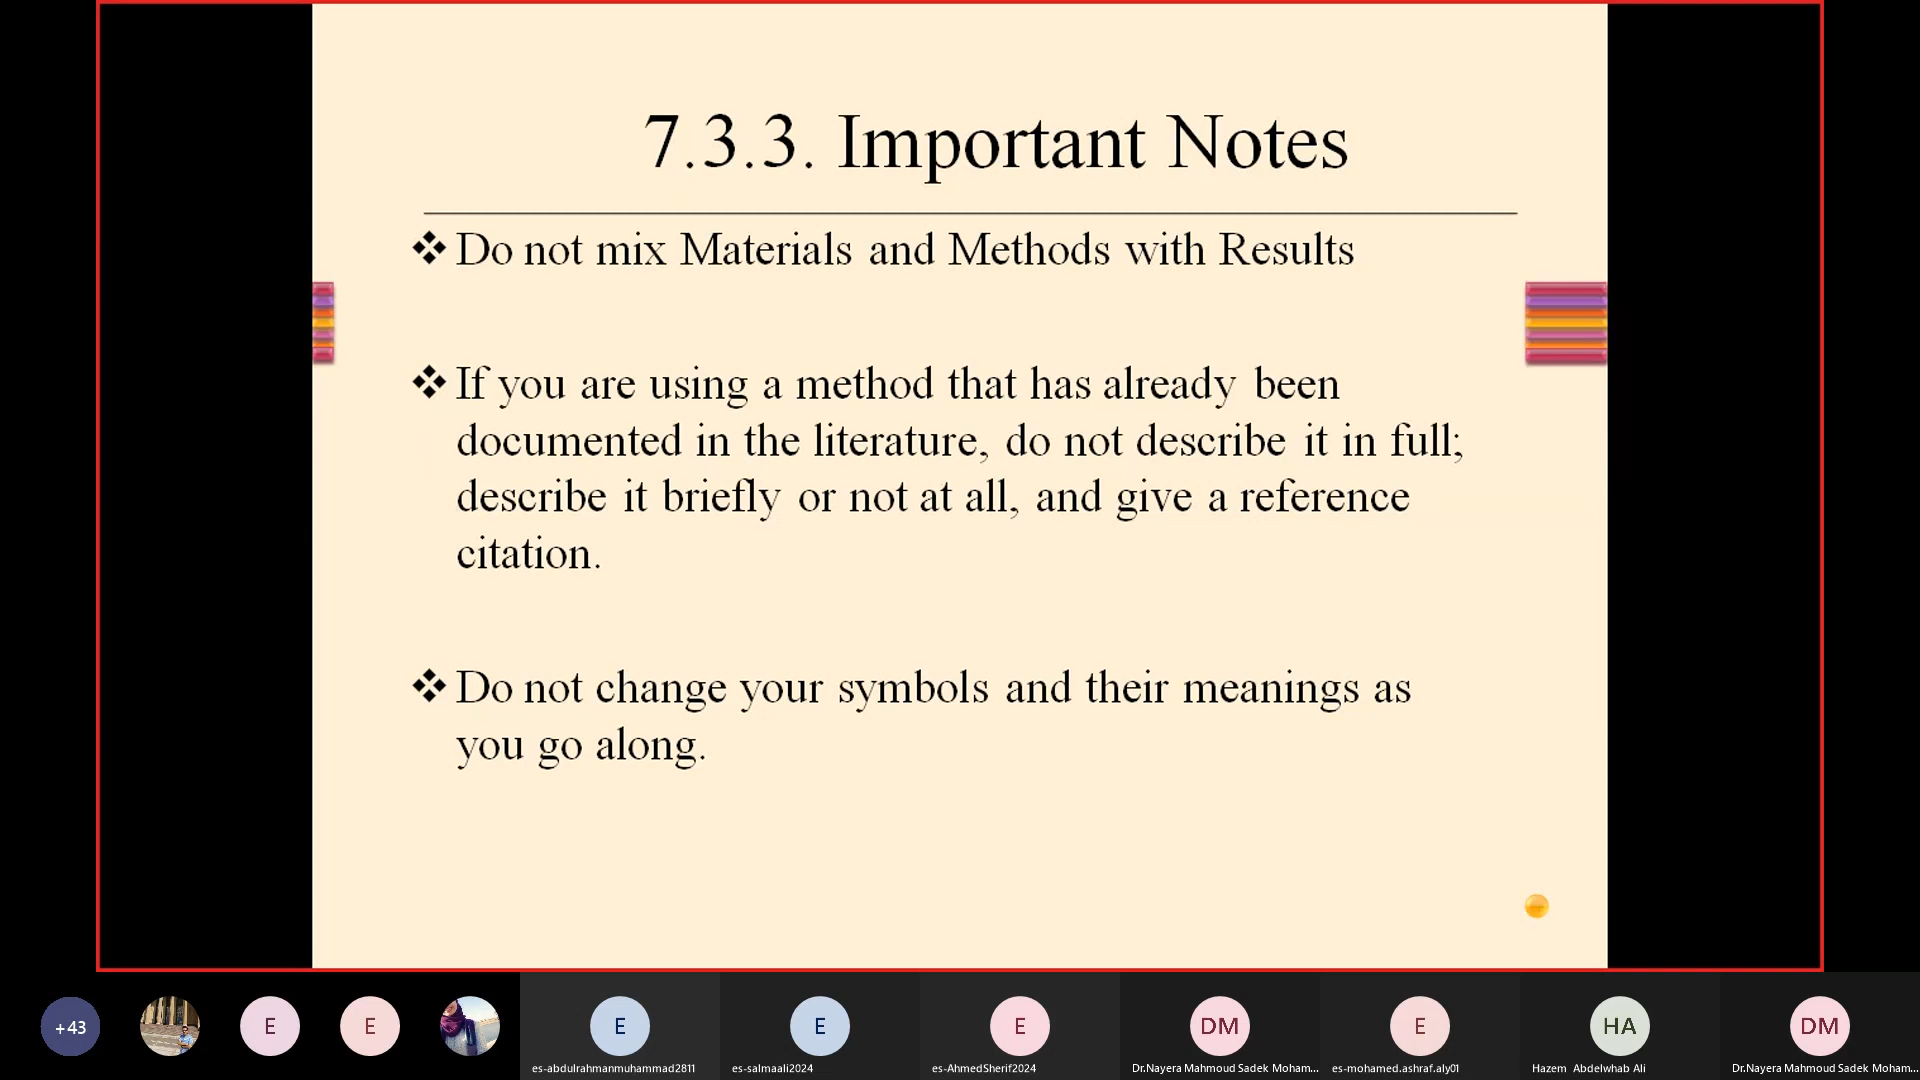 7.3.3. Important Notes
❖ Do not mix Materials and Methods with Results
❖ If you are using a method that has already been
documented in the literature, do not describe it in full;
describe it briefly or not at all, and give a reference
citation.
❖ Do not change your symbols and their meanings as
you go along.
+43
E
E
E
E
E
DM
E
HA
DM
es-abdulrahmanmuhammad2811
es-salmaali2024
es-AhmedSherif2024
Dr.Nayera Mahmoud Sadek Moham...
es-mohamed.ashraf.aly01
Hazem Abdelwhab Ali
Dr.Nayera Mahmoud Sadek Moham...